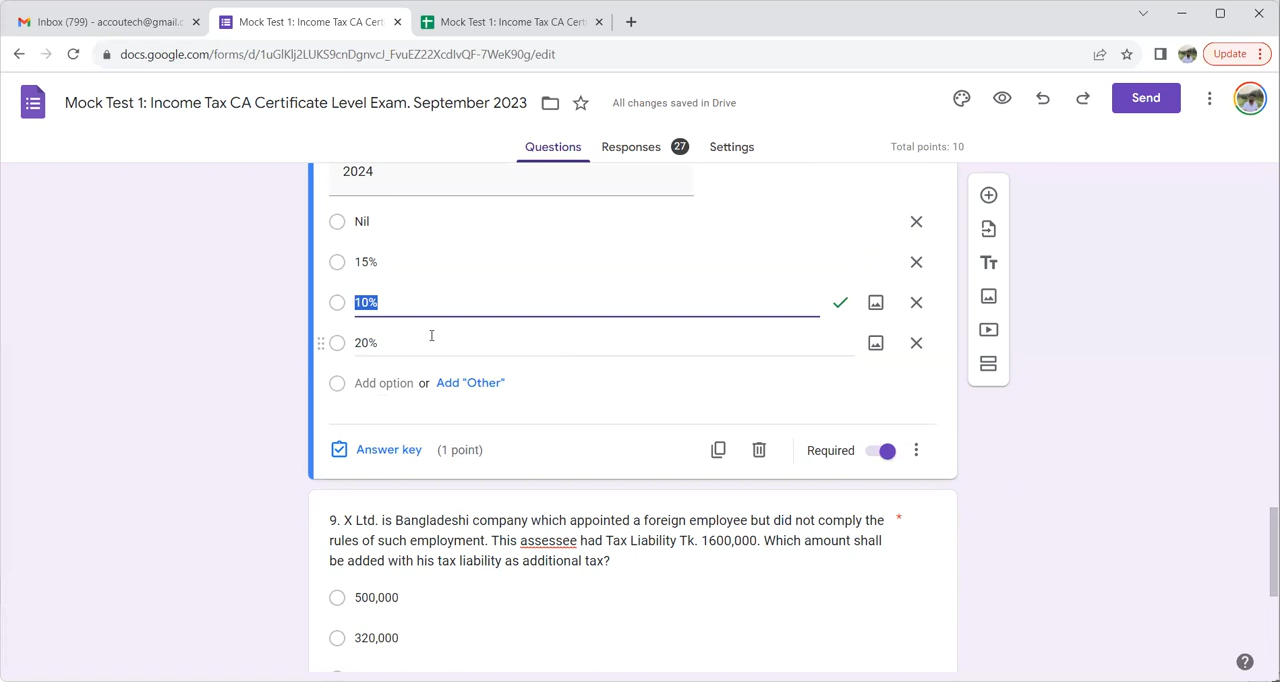 Inbox (799) - accoutech@gmail.c
Mock Test 1: Income Tax CA Cert
Mock Test 1: Income Tax CA Cert
docs.google.com/forms/d/1uGlKlj2LUKS9cnDgnvcJ_FvuEZ22XcdlvQF-7WeK90g/edit
Update
Mock Test 1: Income Tax CA Certificate Level Exam. September 2023
All changes saved in Drive
Send
Questions
Responses 27
Settings
Total points: 10
2024
Nil
15%
10%
20%
Add option or Add "Other"
Answer key (1 point)
Required
9. X Ltd. is Bangladeshi company which appointed a foreign employee but did not comply the *
rules of such employment. This assessee had Tax Liability Tk. 1600,000. Which amount shall
be added with his tax liability as additional tax?
500,000
320,000